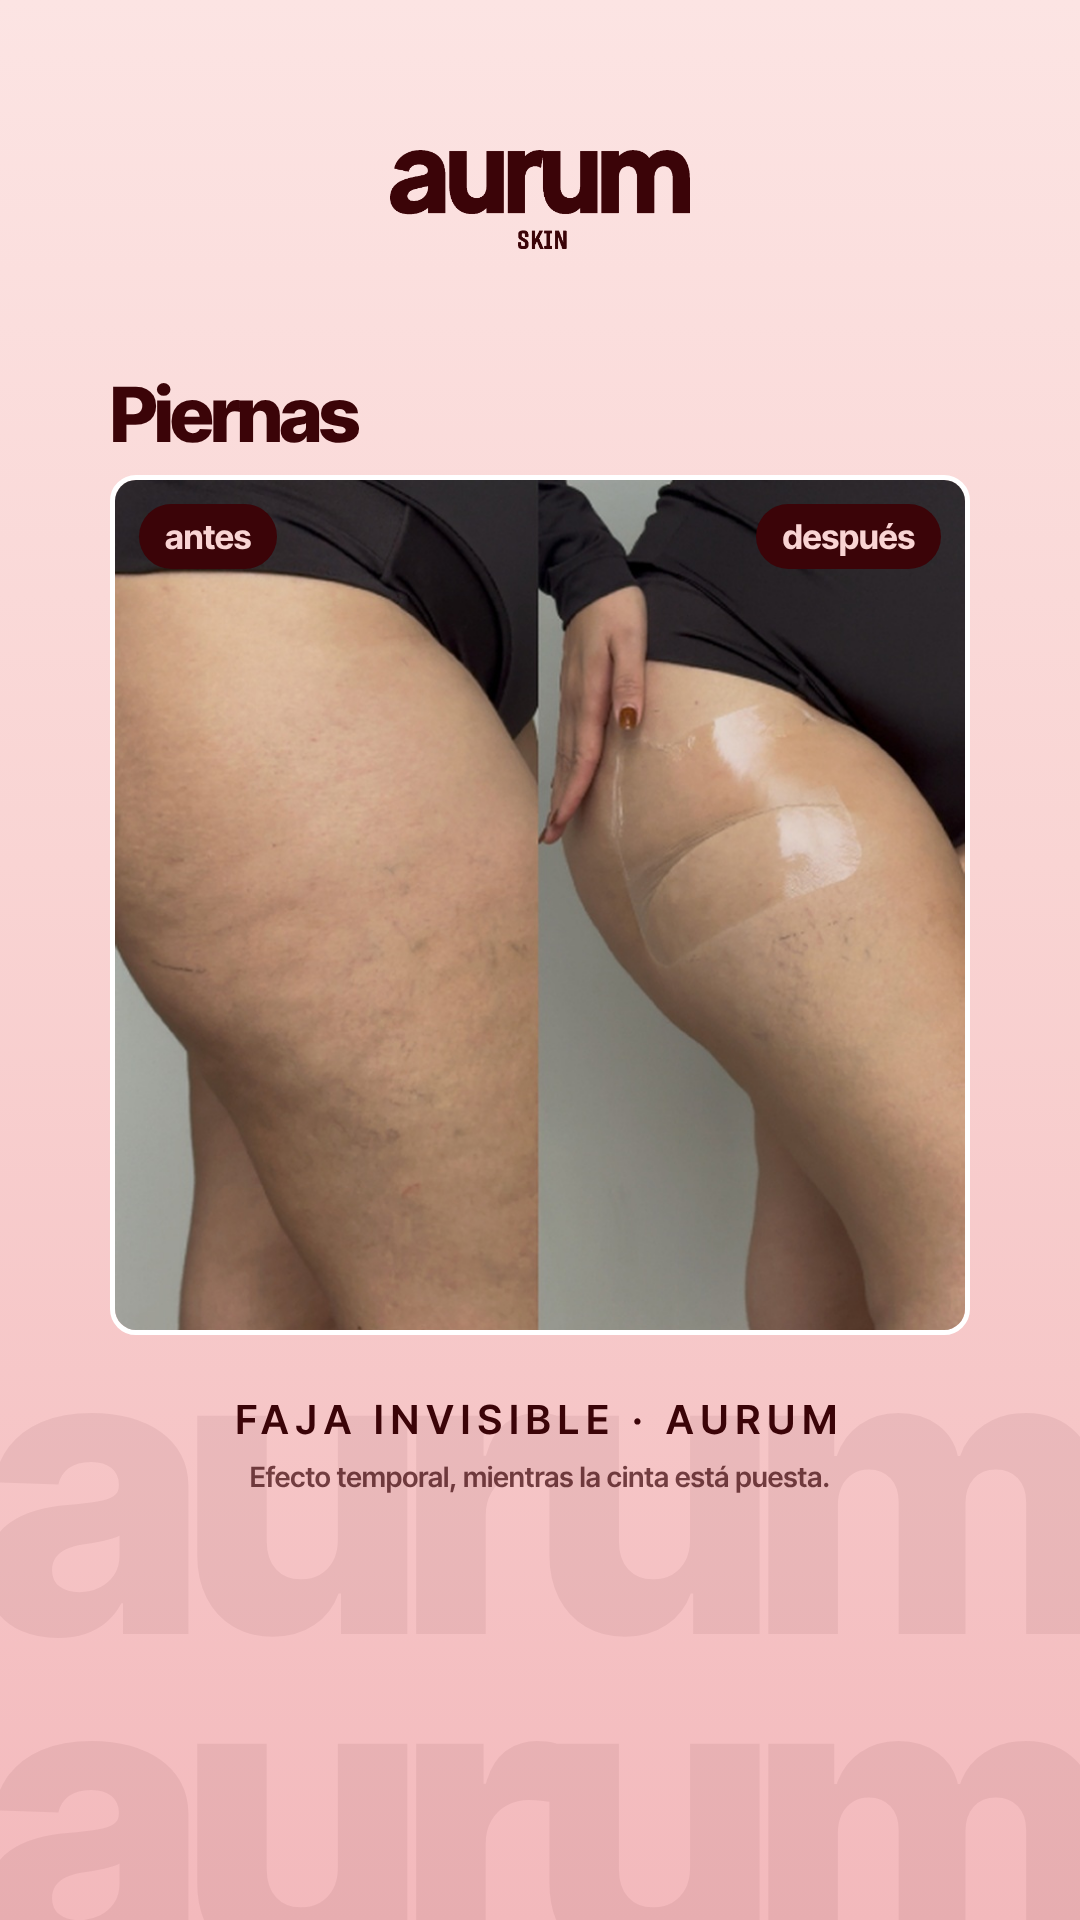 aurum
SKIN
Piernas
antes
después
FAJA INVISIBLE · AURUM
Efecto temporal, mientras la cinta está puesta.
aurum
aurum